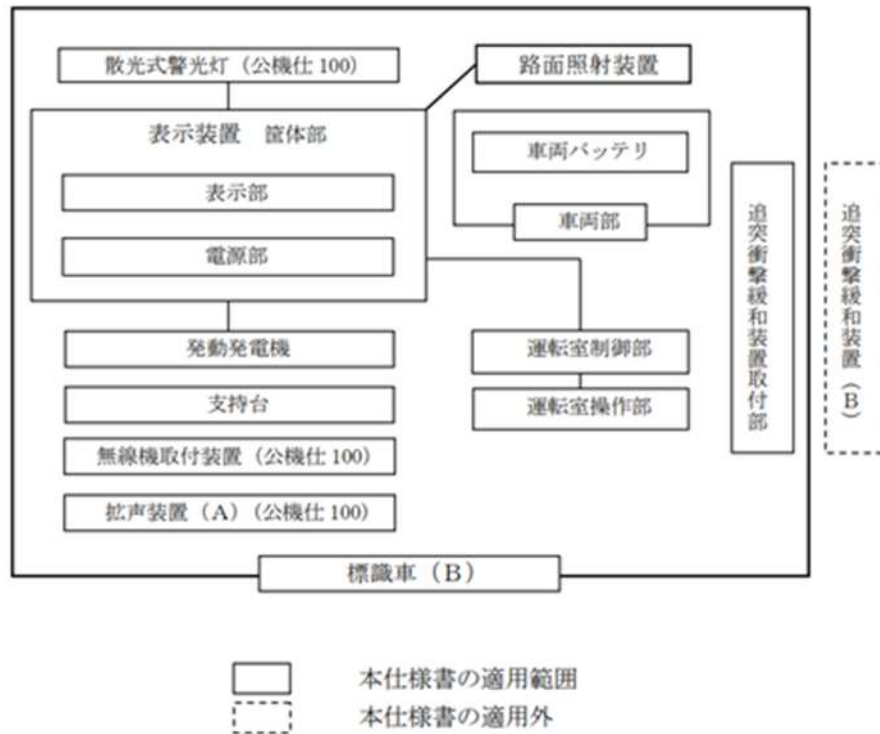 散光式警光灯（公機仕 100）
路面照射装置
表示装置　筐体部
車両バッテリ
表示部
車両部
電源部
追突衝撃緩和装置取付部
追突衝撃緩和装置（B）
発動発電機
運転室制御部
支持台
運転室操作部
無線機取付装置（公機仕 100）
拡声装置（A）（公機仕 100）
標識車（B）
本仕様書の適用範囲
本仕様書の適用外